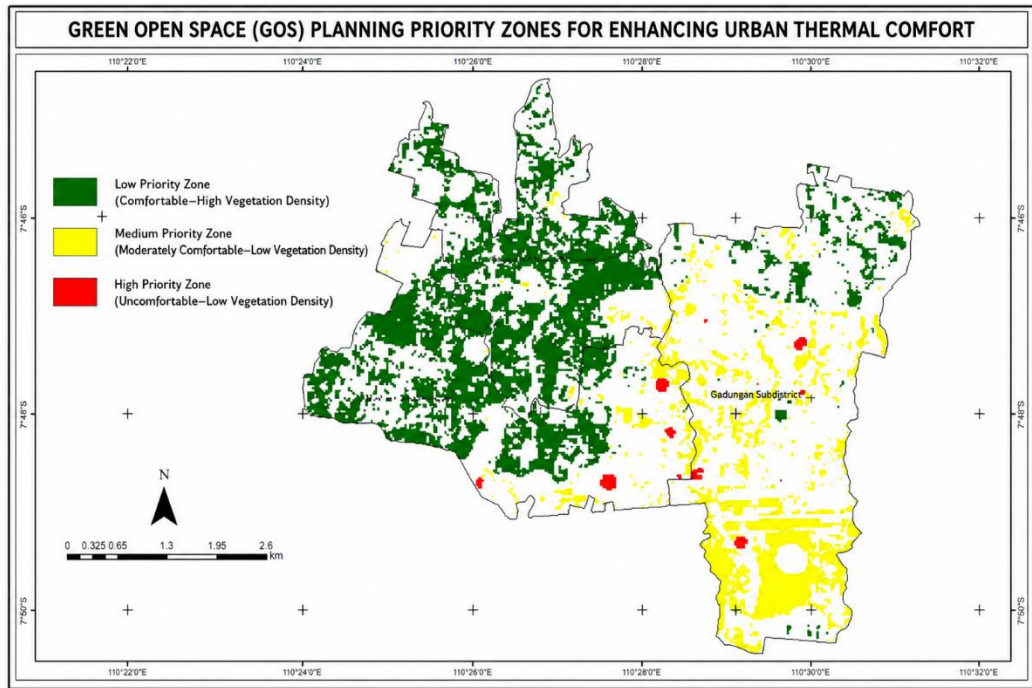 GREEN OPEN SPACE (GOS) PLANNING PRIORITY ZONES FOR ENHANCING URBAN THERMAL COMFORT
110°22'0"E 110°24'0"E 110°26'0"E 110°28'0"E 110°30'0"E 110°32'0"E
Low Priority Zone
(Comfortable–High Vegetation Density)
7°46'S 7°46'S
Medium Priority Zone
(Moderately Comfortable–Low Vegetation Density)
High Priority Zone
(Uncomfortable–Low Vegetation Density)
Gadungan Subdistrict
7°48'S 7°48'S
N
0 0.325 0.65 1.3 1.95 2.6
km
7°50'S 7°50'S
110°22'0"E 110°24'0"E 110°26'0"E 110°28'0"E 110°30'0"E 110°32'0"E